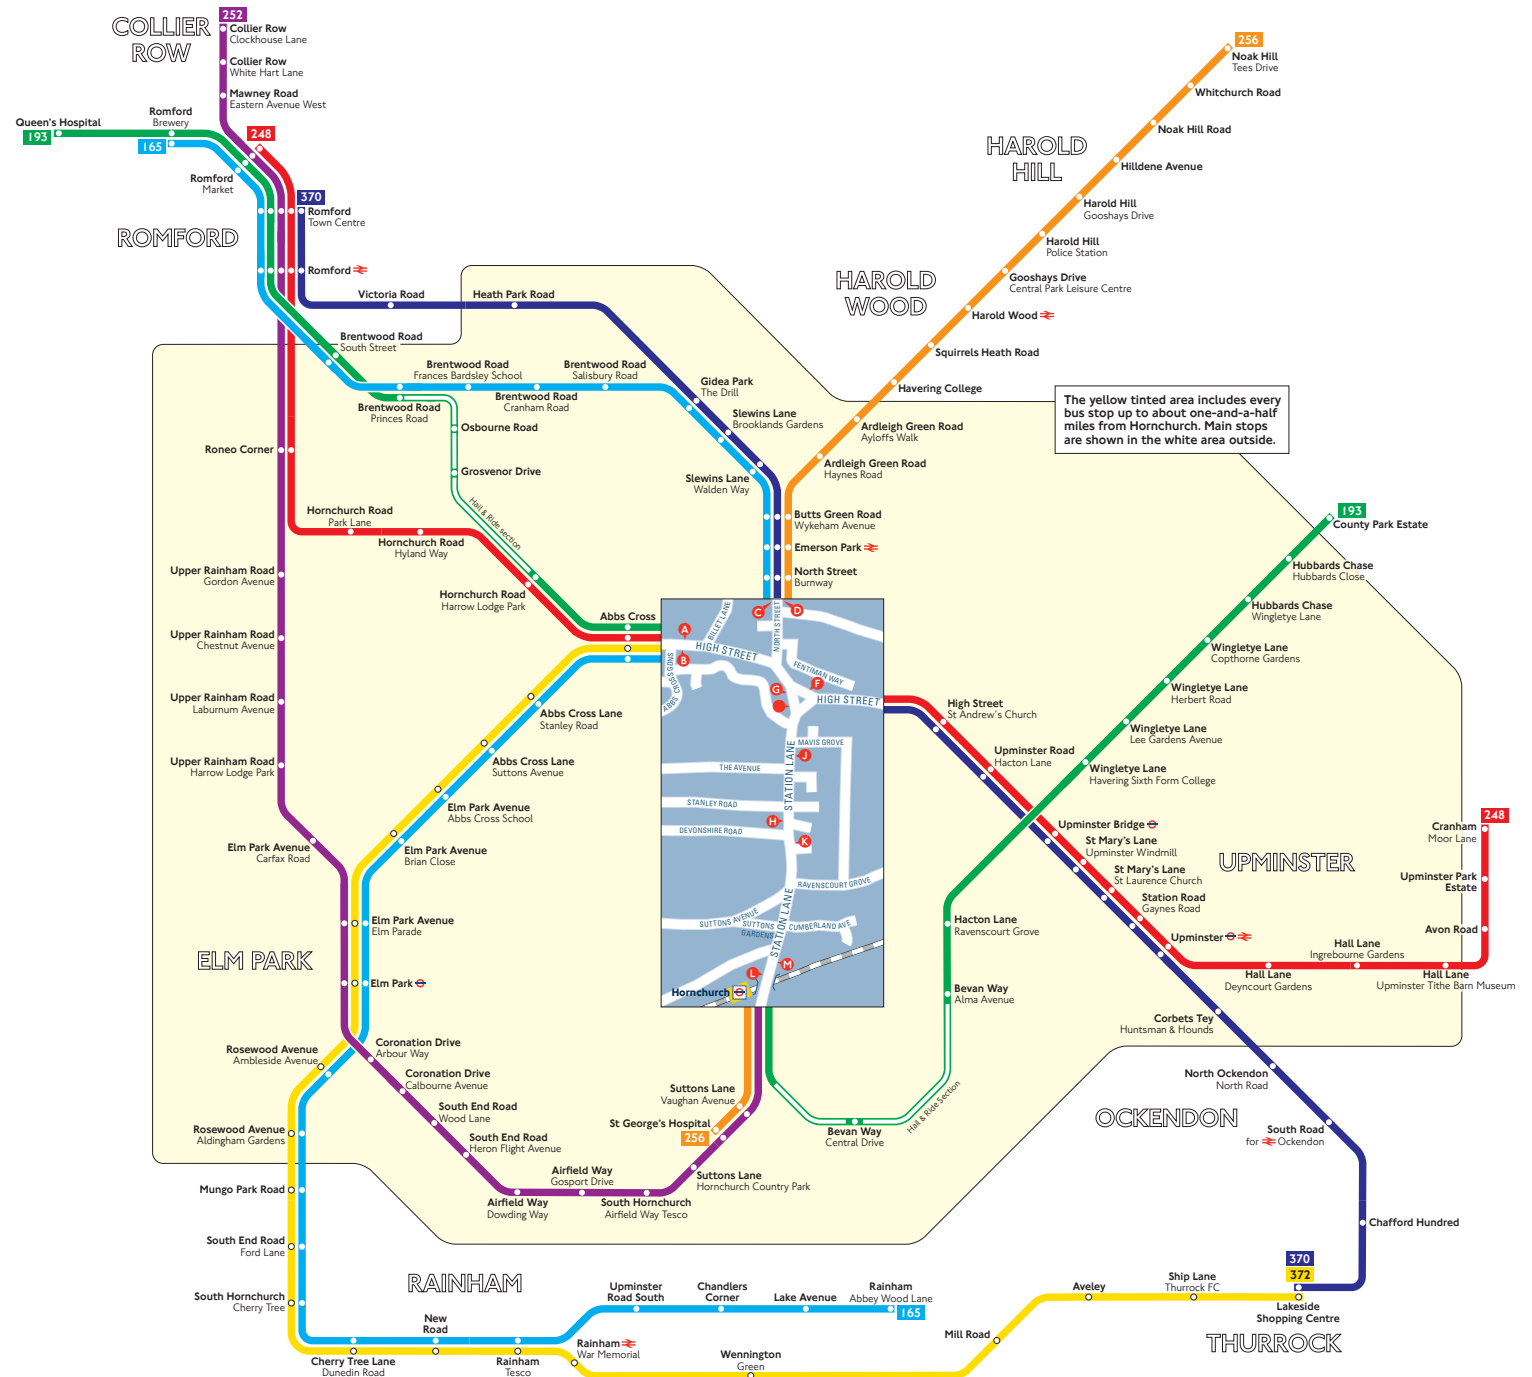 252
COLLIER
ROW
Collier Row
Clockhouse Lane
Collier Row
White Hart Lane
Mawney Road
Eastern Avenue West
Queen's Hospital
193
Romford
Brewery
165
248
Romford
Market
370
Romford
Town Centre
ROMFORD
Romford
Victoria Road
Heath Park Road
Brentwood Road
South Street
Brentwood Road
Frances Bardsley School
Brentwood Road
Salisbury Road
Brentwood Road
Cranham Road
Brentwood Road
Princes Road
Osbourne Road
Grosvenor Drive
Hail & Ride section
Gidea Park
The Drill
Slewins Lane
Brooklands Gardens
Slewins Lane
Walden Way
256
Noak Hill
Tees Drive
Whitchurch Road
Noak Hill Road
HAROLD
HILL
Hilldene Avenue
Harold Hill
Gooshays Drive
Harold Hill
Police Station
HAROLD
WOOD
Gooshays Drive
Central Park Leisure Centre
Harold Wood
Squirrels Heath Road
Havering College
Ardleigh Green Road
Ayloffs Walk
Ardleigh Green Road
Haynes Road
The yellow tinted area includes every
bus stop up to about one-and-a-half
miles from Hornchurch. Main stops
are shown in the white area outside.
Butts Green Road
Wykeham Avenue
Emerson Park
North Street
Burnway
Roneo Corner
Hornchurch Road
Park Lane
Hornchurch Road
Hyland Way
Hornchurch Road
Harrow Lodge Park
Abbs Cross
Upper Rainham Road
Gordon Avenue
Upper Rainham Road
Chestnut Avenue
Upper Rainham Road
Laburnum Avenue
Upper Rainham Road
Harrow Lodge Park
Abbs Cross Lane
Stanley Road
Abbs Cross Lane
Suttons Avenue
Elm Park Avenue
Abbs Cross School
Elm Park Avenue
Brian Close
Elm Park Avenue
Carfax Road
Elm Park Avenue
Elm Parade
ELM PARK
Elm Park
C
D
A
B
BILLET LANE
NORTH STREET
HIGH STREET
ABBS CROSS GDNS
FENTIMAN WAY
G
F
HIGH STREET
STATION LANE
MAVIS GROVE
J
THE AVENUE
STANLEY ROAD
H
DEVONSHIRE ROAD
K
RAVENSCOURT GROVE
SUTTONS AVENUE
SUTTONS
GARDENS
CUMBERLAND AVE
STATION LANE
L
M
Hornchurch
193
County Park Estate
Hubbards Chase
Hubbards Close
Hubbards Chase
Wingletye Lane
Wingletye Lane
Copthorne Gardens
Wingletye Lane
Herbert Road
Wingletye Lane
Lee Gardens Avenue
Wingletye Lane
Havering Sixth Form College
High Street
St Andrew's Church
Upminster Road
Hacton Lane
Upminster Bridge
St Mary's Lane
Upminster Windmill
St Mary's Lane
St Laurence Church
Station Road
Gaynes Road
Upminster
UPMINSTER
248
Cranham
Moor Lane
Upminster Park
Estate
Avon Road
Hall Lane
Ingrebourne Gardens
Hall Lane
Deyncourt Gardens
Hall Lane
Upminster Tithe Barn Museum
Hacton Lane
Ravenscourt Grove
Bevan Way
Alma Avenue
Hail & Ride Section
Bevan Way
Central Drive
Corbets Tey
Huntsman & Hounds
North Ockendon
North Road
OCKENDON
South Road
for Ockendon
Chafford Hundred
Rosewood Avenue
Ambleside Avenue
Coronation Drive
Arbour Way
Coronation Drive
Calbourne Avenue
South End Road
Wood Lane
South End Road
Heron Flight Avenue
Suttons Lane
Vaughan Avenue
St George's Hospital
256
Suttons Lane
Hornchurch Country Park
Airfield Way
Gosport Drive
Airfield Way
Dowding Way
South Hornchurch
Airfield Way Tesco
Rosewood Avenue
Aldingham Gardens
Mungo Park Road
South End Road
Ford Lane
South Hornchurch
Cherry Tree
RAINHAM
New
Road
Cherry Tree Lane
Dunedin Road
Rainham
Tesco
Rainham
War Memorial
Upminster
Road South
Chandlers
Corner
Lake Avenue
Rainham
Abbey Wood Lane
165
Wennington
Green
Mill Road
Aveley
Ship Lane
Thurrock FC
370
372
Lakeside
Shopping Centre
THURROCK